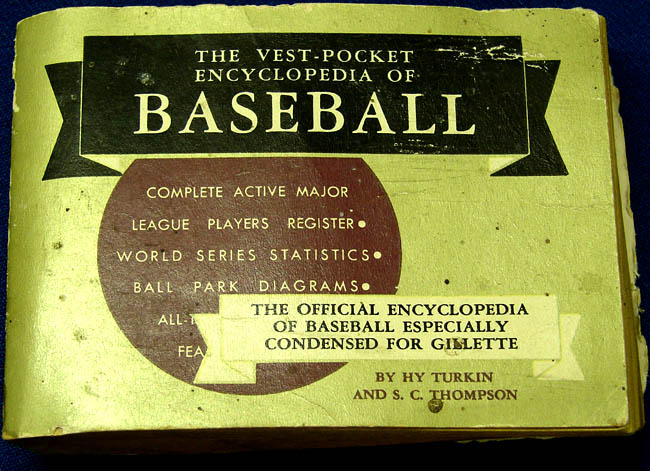 THE VEST-POCKET
ENCYCLOPEDIA OF
BASEBALL
COMPLETE ACTIVE MAJOR
LEAGUE PLAYERS REGISTER•
WORLD SERIES STATISTICS•
BALL PARK DIAGRAMS•
THE OFFICIAL ENCYCLOPEDIA
OF BASEBALL ESPECIALLY
CONDENSED FOR GILLETTE
BY HY TURKIN
AND S. C. THOMPSON